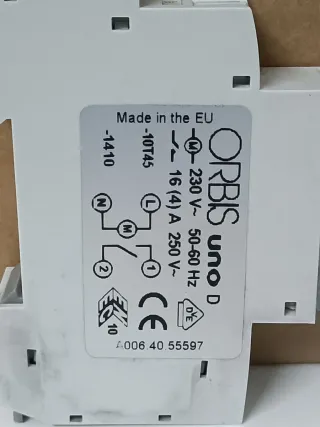 Made in the EU
ORBIS
uno D
M 230 V~ 50-60 Hz
16 (4) A 250 V~
-10T45
-1410
L
N
M
1
2
10
VDE
CE
A006.40.55597